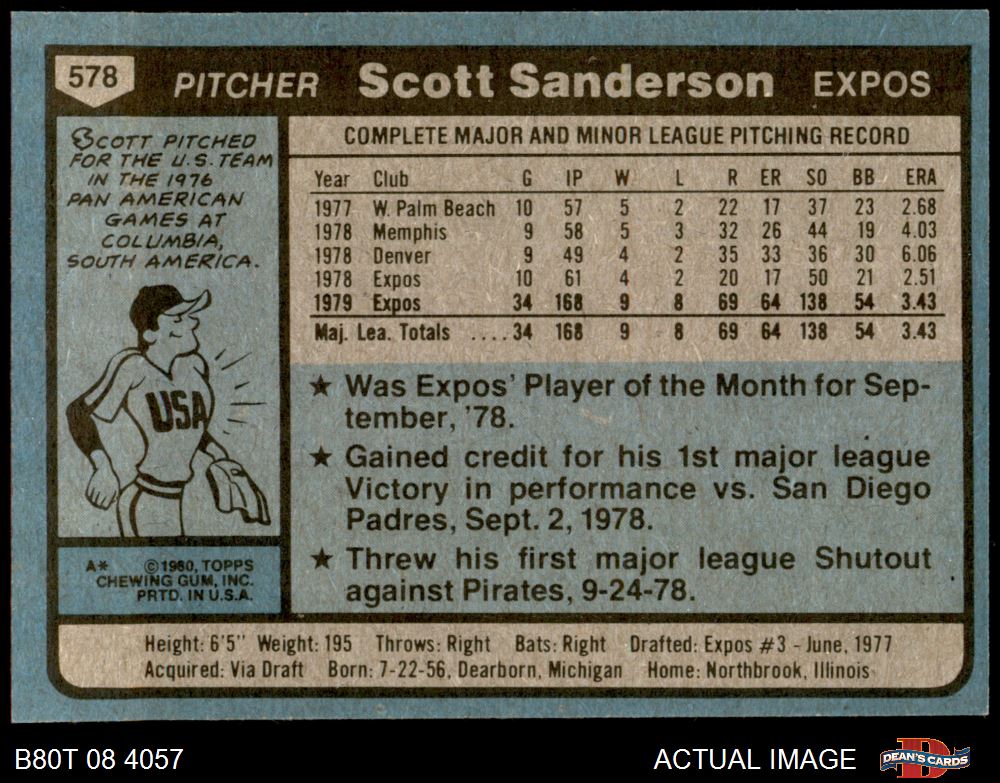 578 PITCHER Scott Sanderson EXPOS
SCOTT PITCHED
FOR THE U.S. TEAM
IN THE 1976
PAN AMERICAN
GAMES AT
COLUMBIA,
SOUTH AMERICA.
USA
A* ©1980, TOPPS
CHEWING GUM, INC.
PRTD. IN U.S.A.
COMPLETE MAJOR AND MINOR LEAGUE PITCHING RECORD
Year Club G IP W L R ER SO BB ERA
1977 W. Palm Beach 10 57 5 2 22 17 37 23 2.68
1978 Memphis 9 58 5 3 32 26 44 19 4.03
1978 Denver 9 49 4 2 35 33 36 30 6.06
1978 Expos 10 61 4 2 20 17 50 21 2.51
1979 Expos 34 168 9 8 69 64 138 54 3.43
Maj. Lea. Totals ....34 168 9 8 69 64 138 54 3.43
★ Was Expos' Player of the Month for Sep-
tember, '78.
★ Gained credit for his 1st major league
Victory in performance vs. San Diego
Padres, Sept. 2, 1978.
★ Threw his first major league Shutout
against Pirates, 9-24-78.
Height: 6'5" Weight: 195 Throws: Right Bats: Right Drafted: Expos #3 - June, 1977
Acquired: Via Draft Born: 7-22-56, Dearborn, Michigan Home: Northbrook, Illinois
B80T 08 4057 ACTUAL IMAGE D DEAN'S CARDS